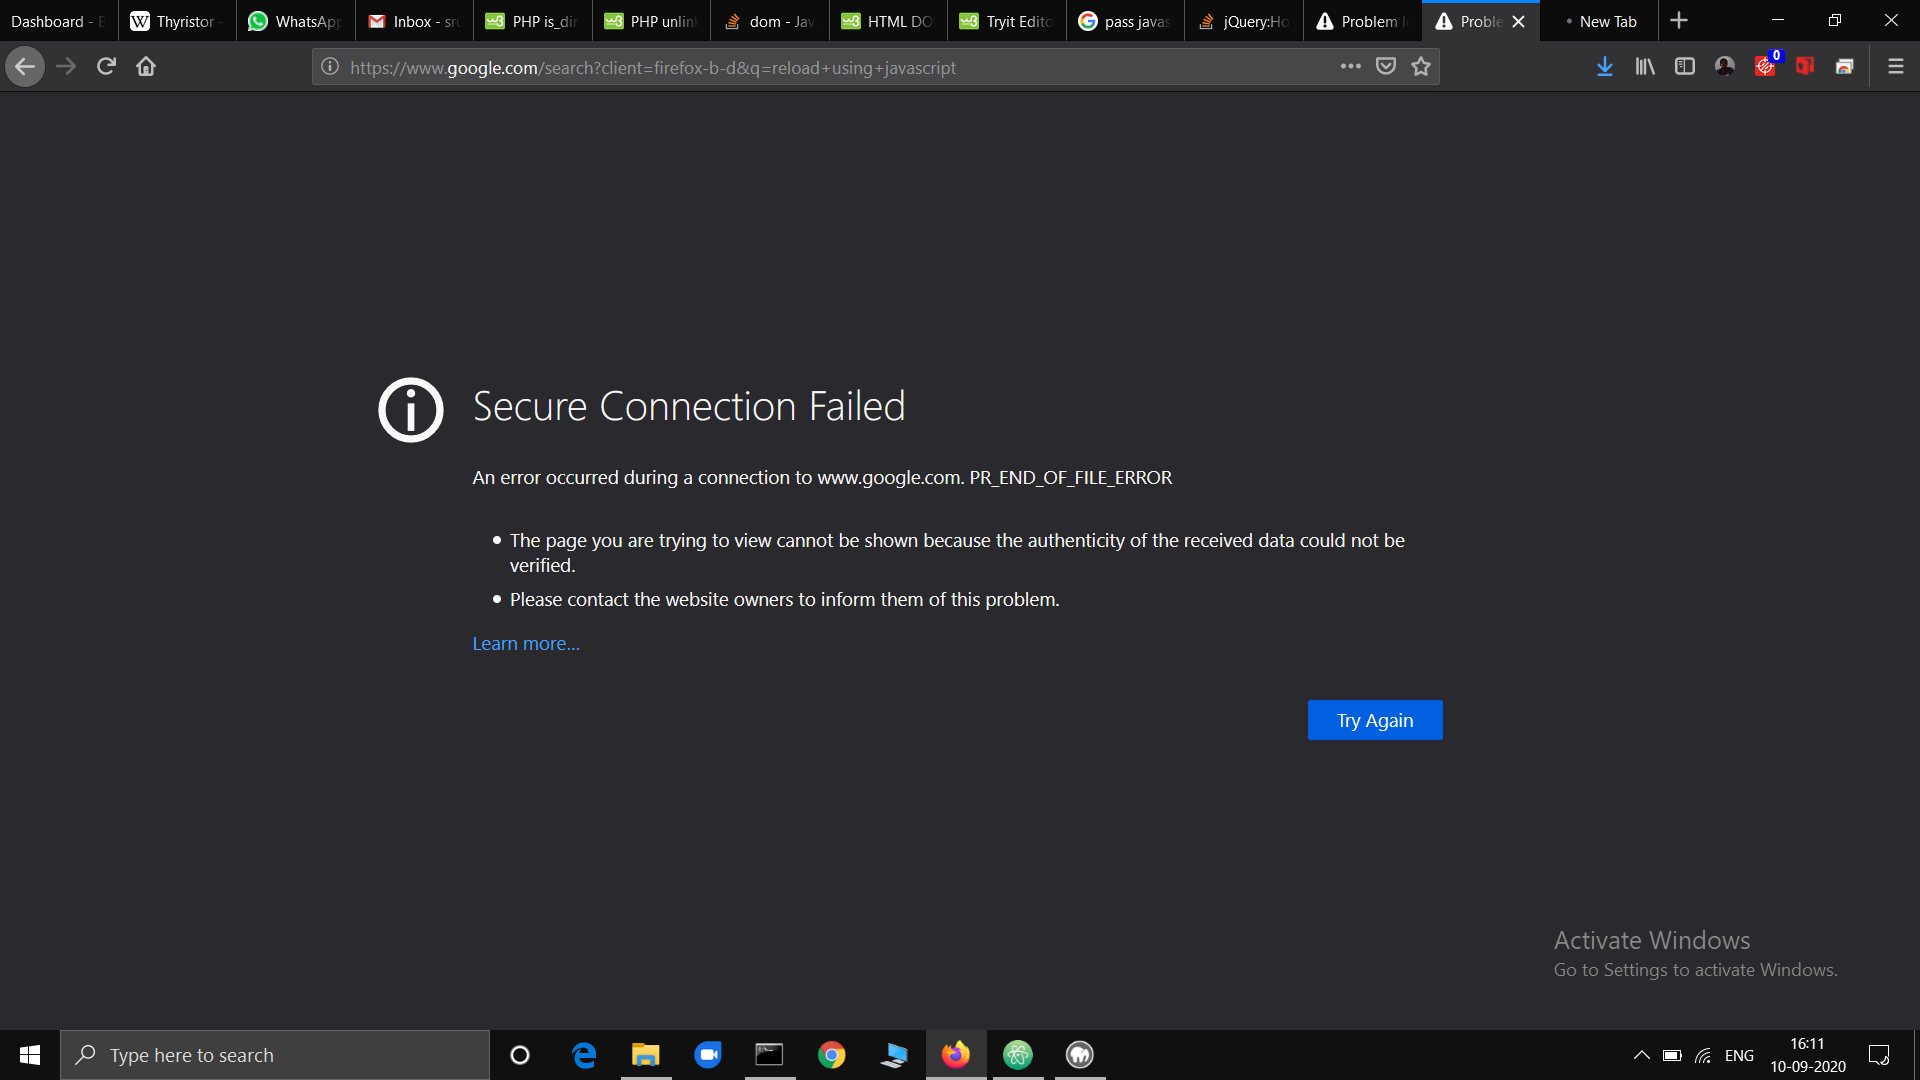 Dashboard -
Thyristor -
WhatsApp
Inbox -
PHP is_dir
PHP unlin
dom - Jav
HTML DO
Tryit Edito
pass javas
jQuery:Ho
Problem
Proble
New Tab
https://www.google.com/search?client=firefox-b-d&q=reload+using+javascript
0
Secure Connection Failed
An error occurred during a connection to www.google.com. PR_END_OF_FILE_ERROR
The page you are trying to view cannot be shown because the authenticity of the received data could not be
verified.
Please contact the website owners to inform them of this problem.
Learn more...
Try Again
Activate Windows
Go to Settings to activate Windows.
Type here to search
ENG
16:11
10-09-2020